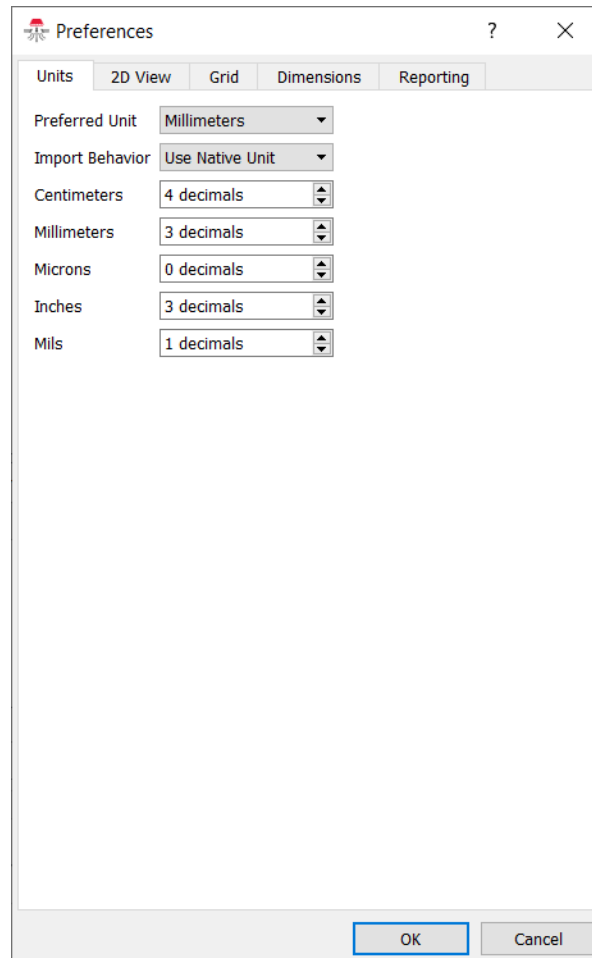 Preferences ?
Units 2D View Grid Dimensions Reporting
Preferred Unit Millimeters
Import Behavior Use Native Unit
Centimeters 4 decimals
Millimeters 3 decimals
Microns 0 decimals
Inches 3 decimals
Mils 1 decimals
OK Cancel